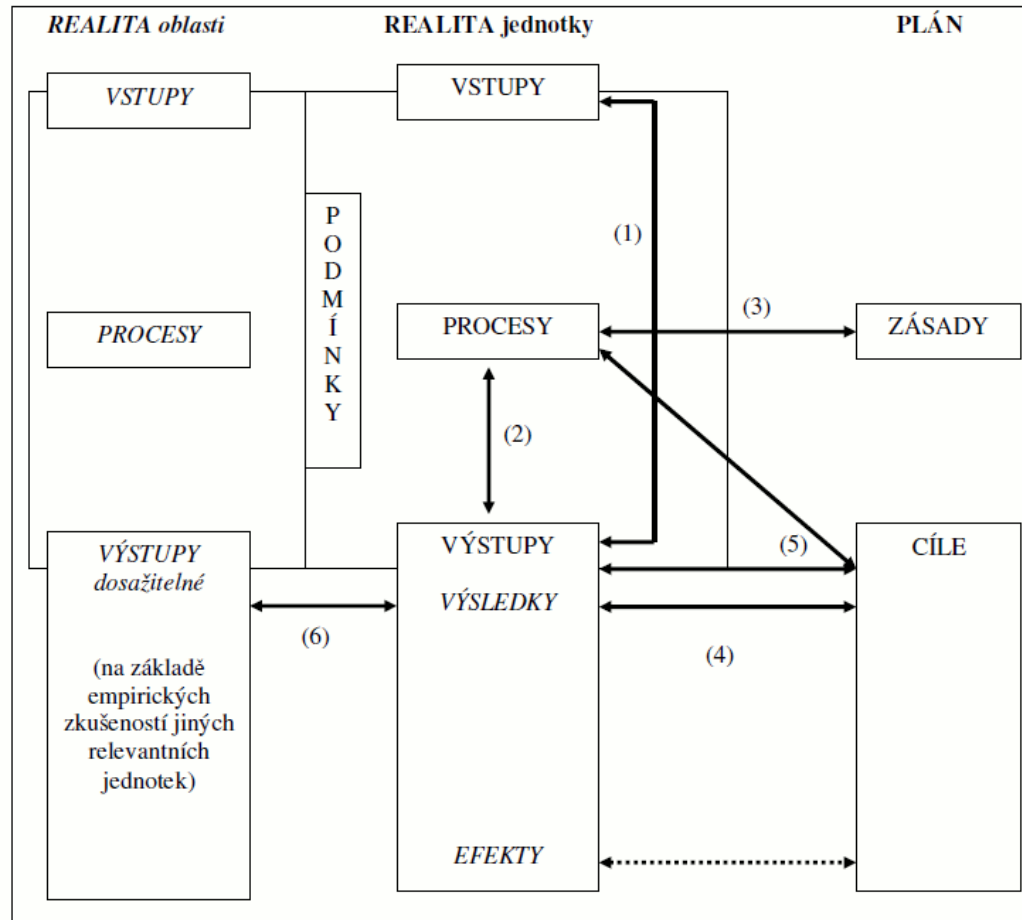 REALITA oblasti
REALITA jednotky
PLÁN
VSTUPY
VSTUPY
P
O
D
M
Í
N
K
Y
(1)
PROCESY
PROCESY
(3)
ZÁSADY
(2)
VÝSTUPY
dosažitelné
(na základě
empirických
zkušeností jiných
relevantních
jednotek)
(6)
VÝSTUPY
VÝSLEDKY
EFEKTY
(5)
(4)
CÍLE